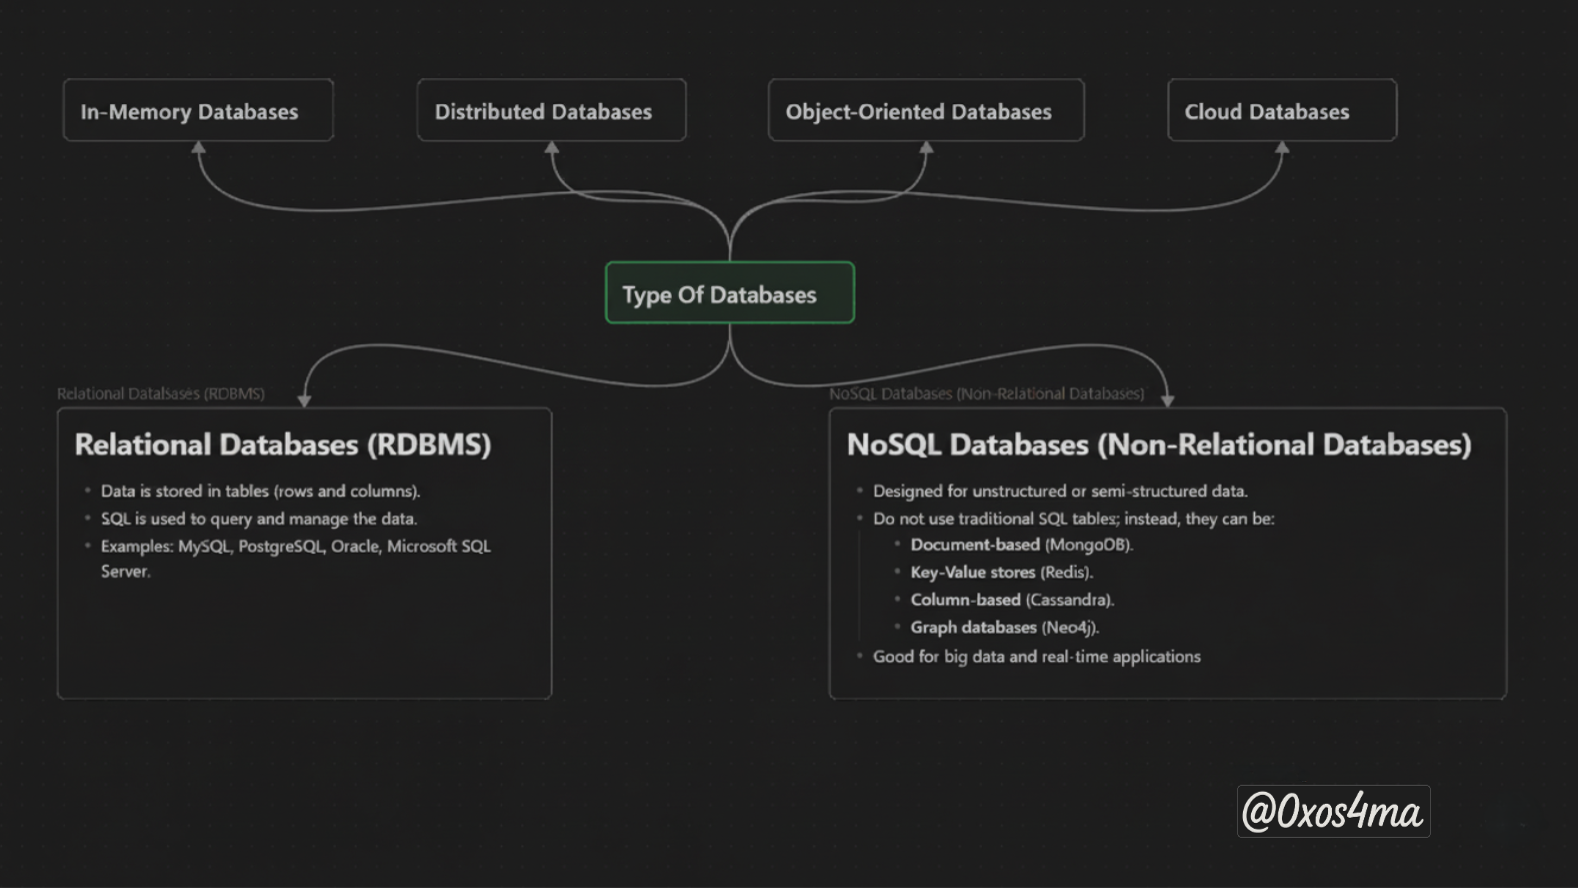 In-Memory Databases
Distributed Databases
Object-Oriented Databases
Cloud Databases
Type Of Databases
Relational Datalsases (RDBMS)
Relational Databases (RDBMS)
• Data is stored in tables (rows and columns).
• SQL is used to query and manage the data.
• Examples: MySQL, PostgreSQL, Oracle, Microsoft SQL
Server.
NoSQL Databases (Non-Relational Databases)
NoSQL Databases (Non-Relational Databases)
• Designed for unstructured or semi-structured data.
• Do not use traditional SQL tables; instead, they can be:
• Document-based (MongoDB).
• Key-Value stores (Redis).
• Column-based (Cassandra).
• Graph databases (Neo4j).
• Good for big data and real-time applications
@0xos4ma